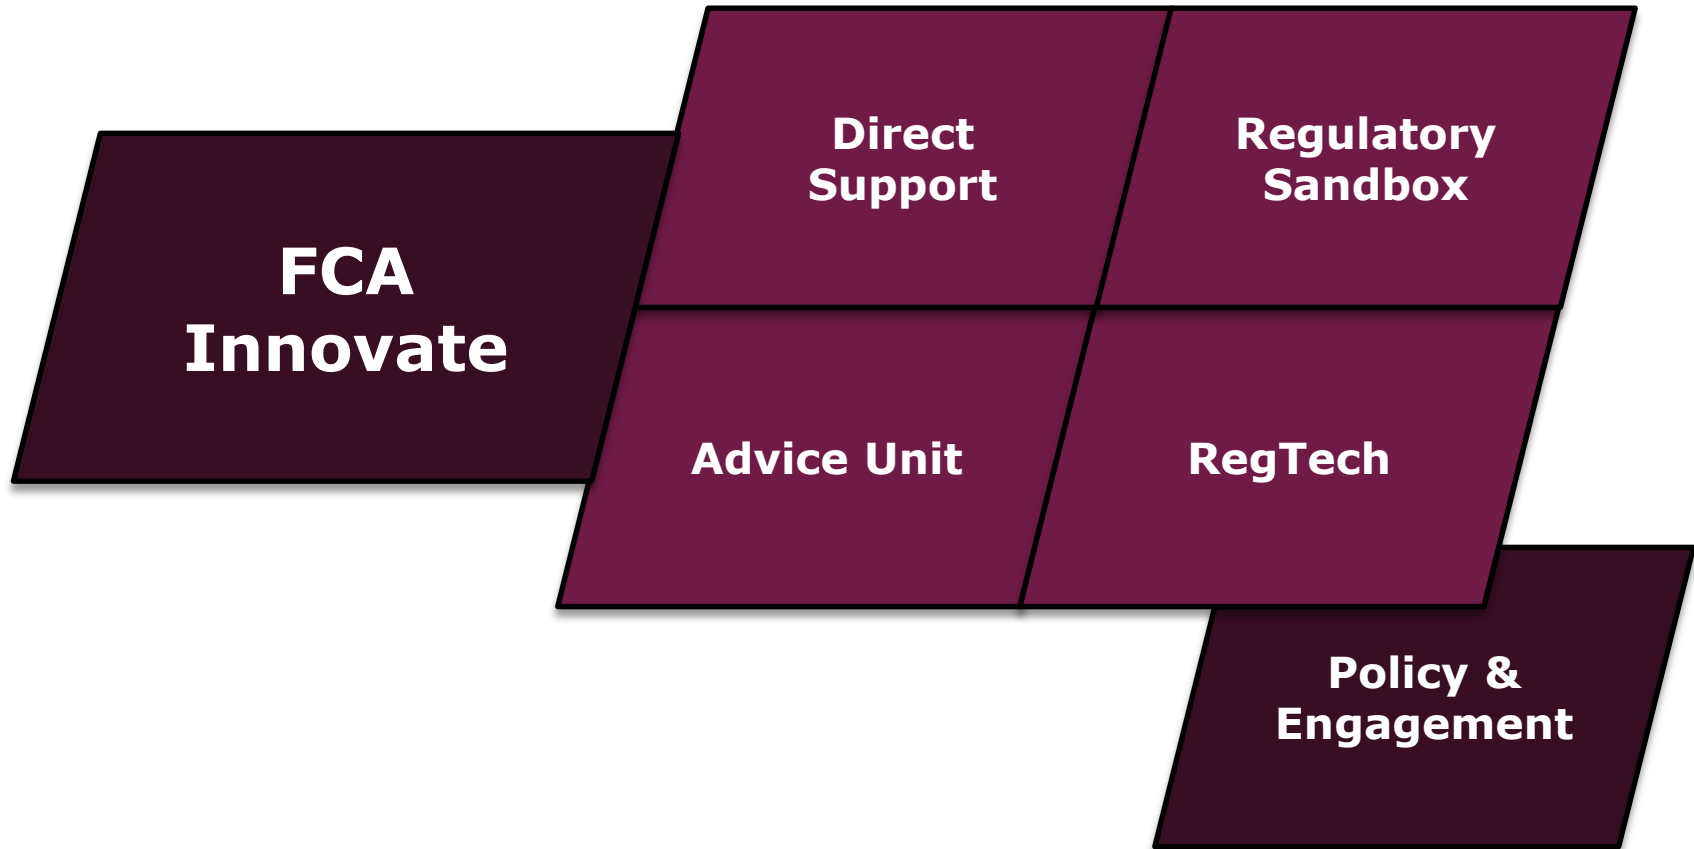 FCA
Innovate
Direct
Support
Regulatory
Sandbox
Advice Unit
RegTech
Policy &
Engagement